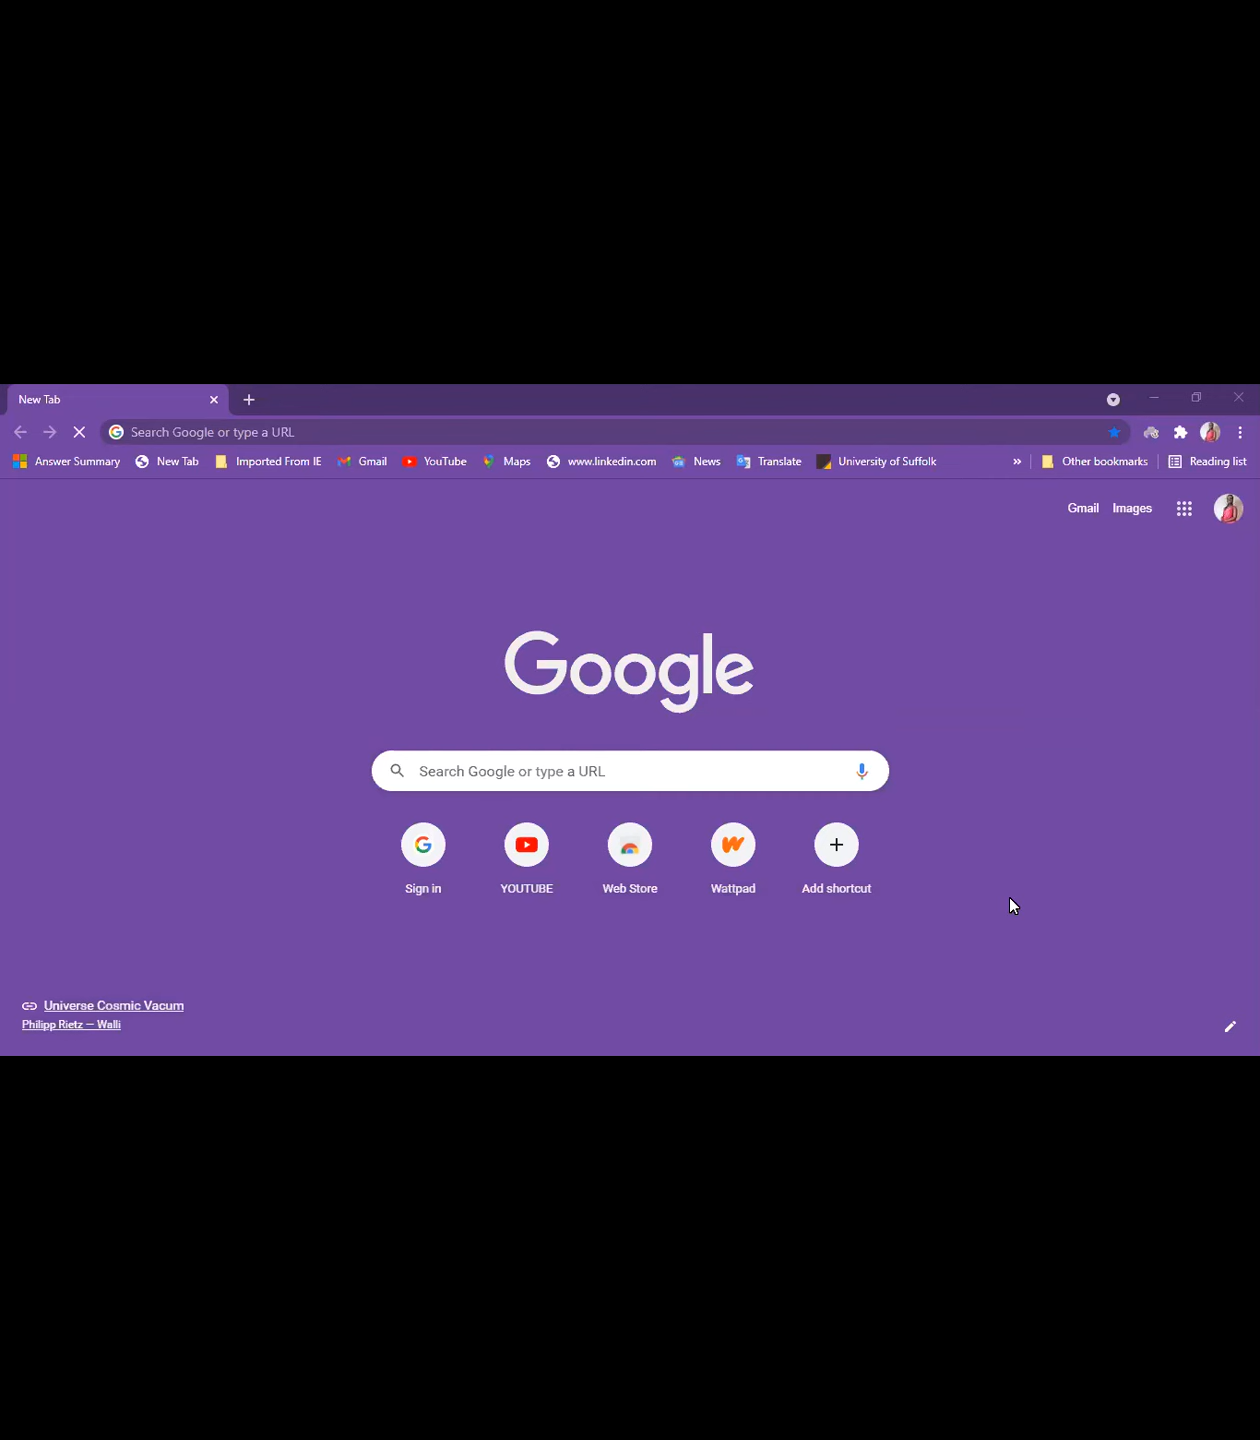 New Tab
Search Google or type a URL
Answer Summary New Tab Imported From IE Gmail YouTube Maps www.linkedin.com News Translate University of Suffolk » Other bookmarks Reading list
Gmail Images
Google
Search Google or type a URL
Sign in YOUTUBE Web Store Wattpad Add shortcut
Universe Cosmic Vacum
Philipp Rietz — Walli